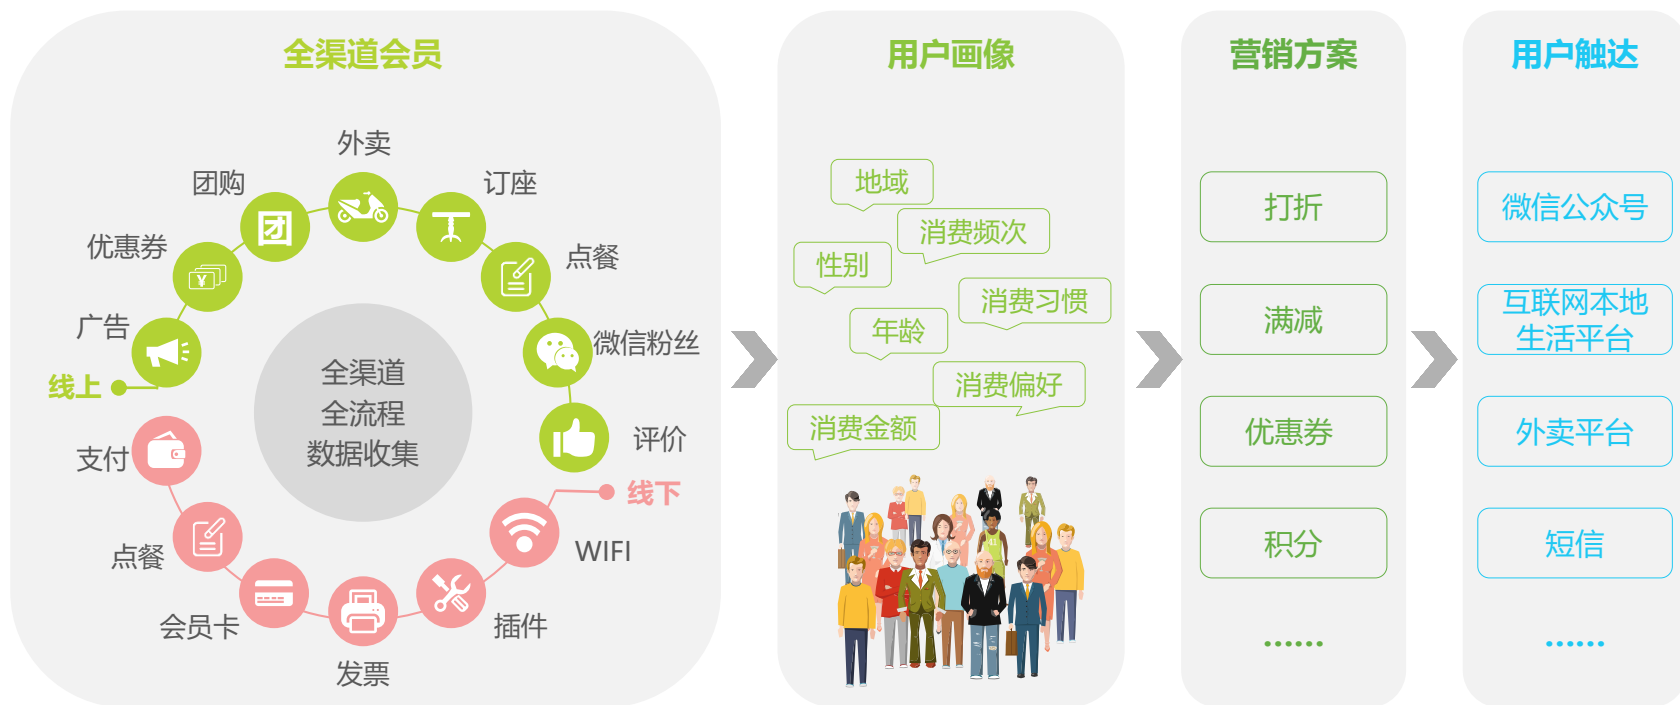 全渠道会员
外卖
团购
订座
优惠券
点餐
广告
微信粉丝
线上
评价
全渠道
全流程
数据收集
支付
线下
点餐
WIFI
会员卡
插件
发票
团
¥
用户画像
地域
消费频次
性别
消费习惯
年龄
消费偏好
消费金额
营销方案
打折
满减
优惠券
积分
……
用户触达
微信公众号
互联网本地
生活平台
外卖平台
短信
……